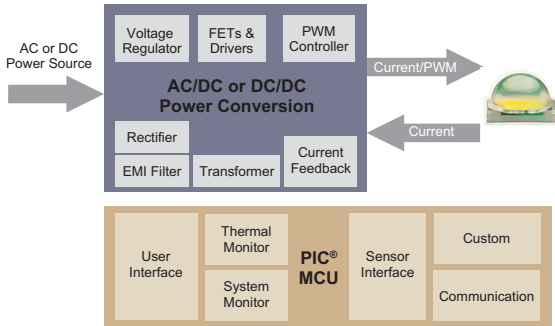 AC or DC
Power Source
Voltage
Regulator
FETs &
Drivers
PWM
Controller
AC/DC or DC/DC
Power Conversion
Rectifier
EMI Filter
Transformer
Current
Feedback
Current/PWM
Current
User
Interface
Thermal
Monitor
System
Monitor
PIC®
MCU
Sensor
Interface
Custom
Communication